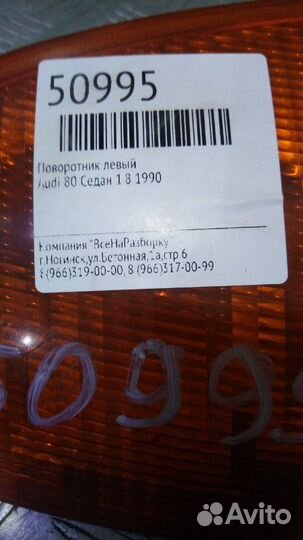 50995
Поворотник левый
Audi 80 Седан 1.8 1990
Компания "ВсеНаРазборку"
г.Ногинск,ул.Бетонная,1а,стр.6
8(966)319-00-00, 8(966)317-00-99
50995
Avito